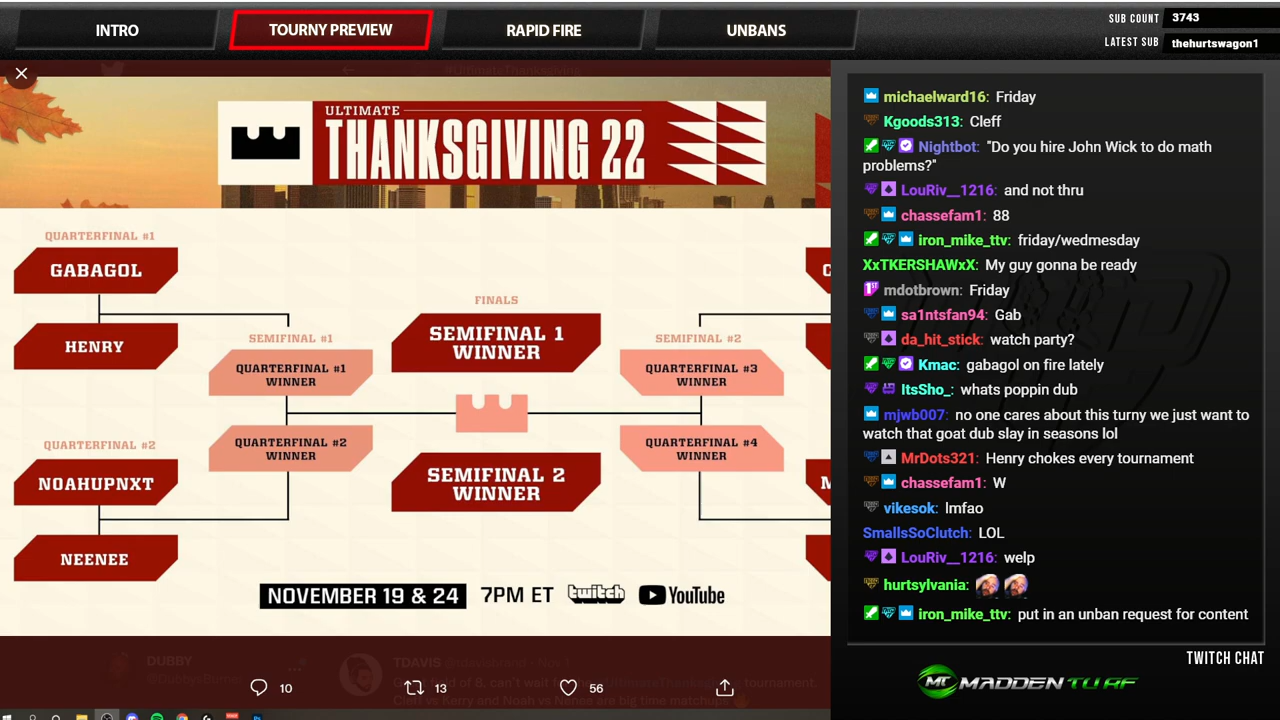 INTRO
TOURNY PREVIEW
RAPID FIRE
UNBANS
SUB COUNT 3743
LATEST SUB thehurtswagon1
ULTIMATE
THANKSGIVING 22
QUARTERFINAL #1
GABAGOL
HENRY
QUARTERFINAL #2
NOAHUPNXT
NEENEE
SEMIFINAL #1
QUARTERFINAL #1
WINNER
QUARTERFINAL #2
WINNER
FINALS
SEMIFINAL 1
WINNER
SEMIFINAL 2
WINNER
SEMIFINAL #2
QUARTERFINAL #3
WINNER
QUARTERFINAL #4
WINNER
NOVEMBER 19 & 24 7PM ET twitch YouTube
DUBBY
TDAVIS
10 13 56
michaelward16: Friday
Kgoods313: Cleff
Nightbot: "Do you hire John Wick to do math
problems?"
LouRiv__1216: and not thru
chassefam1: 88
iron_mike_ttv: friday/wednesday
XxTKERSHAWxX: My guy gonna be ready
mdotbrown: Friday
sa1ntsfan94: Gab
da_hit_stick: watch party?
Kmac: gabagol on fire lately
ItsSho_: whats poppin dub
mjwb007: no one cares about this turny we just want to
watch that goat dub slay in seasons lol
MrDots321: Henry chokes every tournament
chassefam1: W
vikesok: lmfao
SmallsSoClutch: LOL
LouRiv__1216: welp
hurtsylvania:
iron_mike_ttv: put in an unban request for content
TWITCH CHAT
MT MADDEN TURF